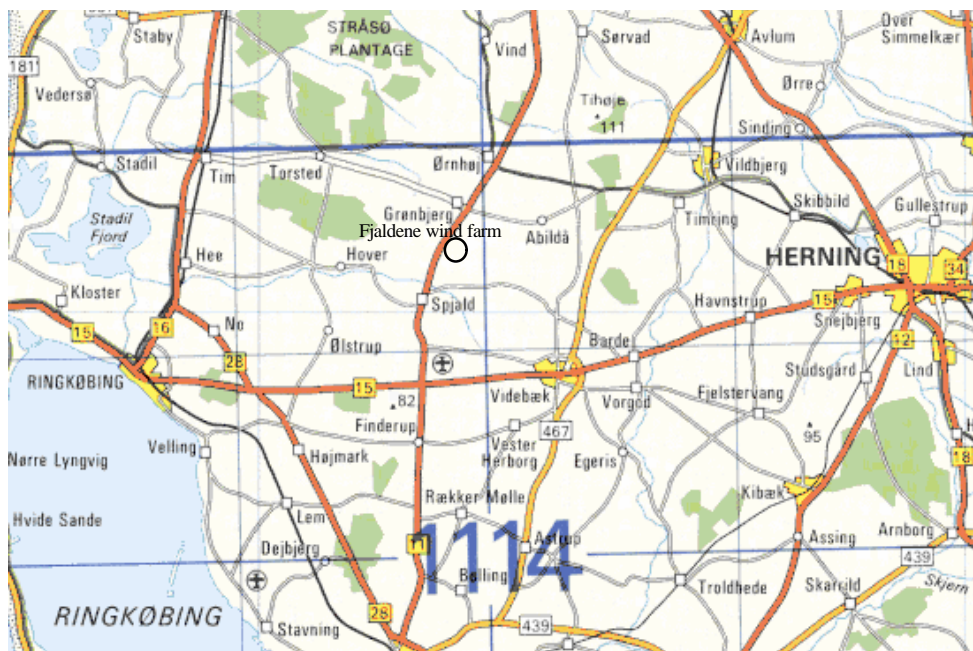 Staby
STRÅSØ
PLANTAGE
Vind
Sørvad
Avlum
Over
Simmelkær
181
Vedersø
Tihøje
111
Ørre
Sinding
Stadil
Tim
Torsted
Ørnhøj
Vildbjerg
Skibbild
Gullestrup
Stadil
Fjord
Grønbjerg
Timring
Fjaldene wind farm
Abildå
Hee
Hover
HERNING
18
34
Kloster
Spjald
Havnstrup
15
Snejbjerg
15
16
No
Ølstrup
Barde
12
28
RINGKØBING
15
Videbæk
Vorgod
Fjelstervang
Studsgård
Lind
82
Finderup
467
95
Velling
Højmark
Vester
Herborg
Egeris
18
Nørre Lyngvig
Kibæk
Rækker Mølle
Hvide Sande
Lem
Assing
Arnborg
Dejbjerg
11
1114
Astrup
439
Bølling
Troldhede
Skarrild
Skjern
RINGKØBING
28
Stavning
439